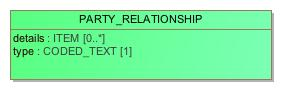 PARTY_RELATIONSHIP
details : ITEM [0..*]
type : CODED_TEXT [1]